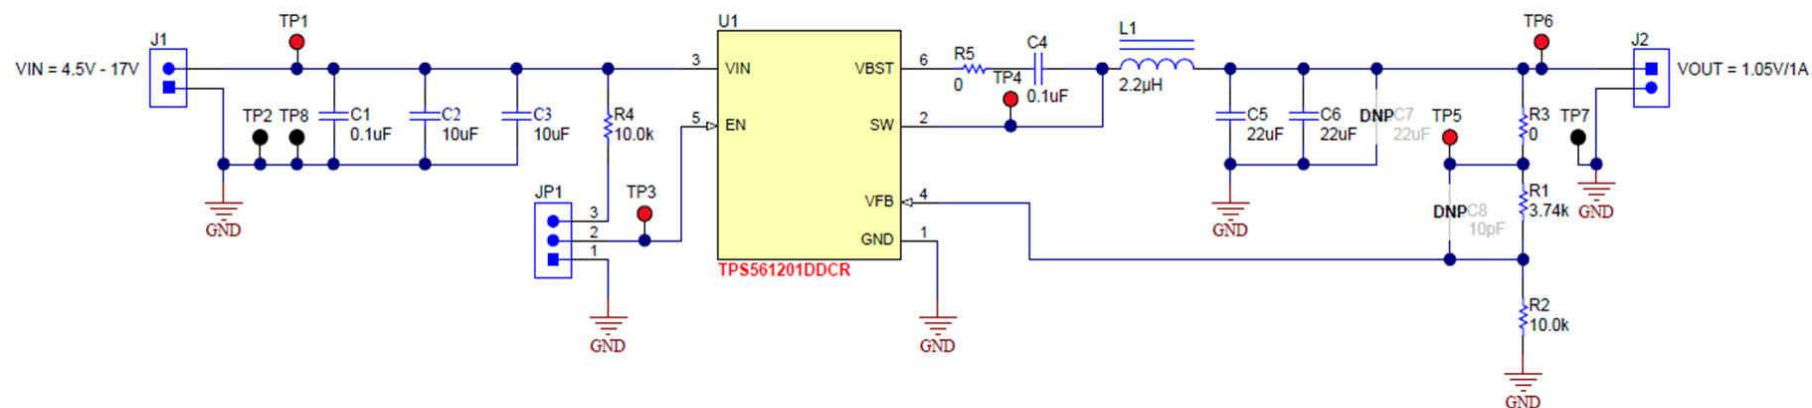 TP1
U1
TP6
J1
L1
J2
VIN = 4.5V - 17V
3
VIN
VBST
6
R5
0
C4
0.1uF
TP4
2.2µH
VOUT = 1.05V/1A
TP2
TP8
C1
0.1uF
C2
10uF
C3
10uF
R4
10.0k
5
EN
SW
2
C5
22uF
C6
22uF
DNP
C7
22uF
TP5
R3
0
TP7
GND
JP1
3
2
1
TP3
VFB
4
GND
1
TPS561201DDCR
GND
DNP
C8
10pF
R1
3.74k
GND
R2
10.0k
GND
GND
GND